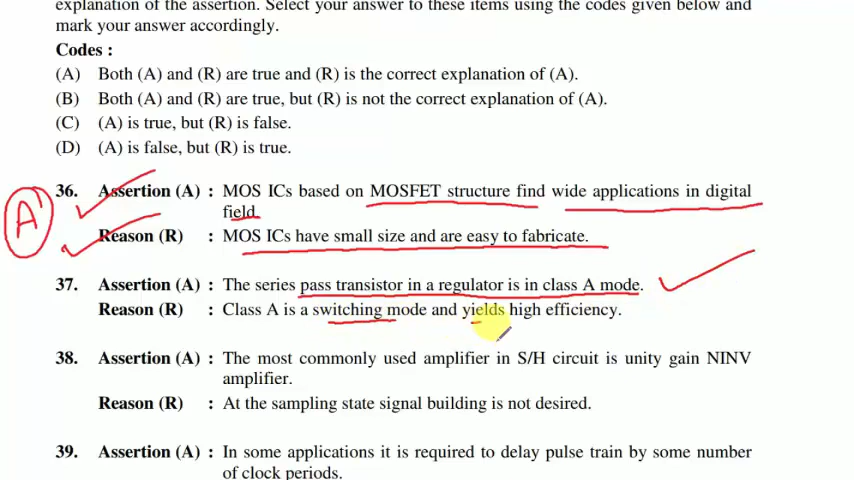 explanation of the assertion. Select your answer to these items using the codes given below and
mark your answer accordingly.
Codes :
(A) Both (A) and (R) are true and (R) is the correct explanation of (A).
(B) Both (A) and (R) are true, but (R) is not the correct explanation of (A).
(C) (A) is true, but (R) is false.
(D) (A) is false, but (R) is true.
36. Assertion (A) : MOS ICs based on MOSFET structure find wide applications in digital
field.
A
Reason (R) : MOS ICs have small size and are easy to fabricate.
37. Assertion (A) : The series pass transistor in a regulator is in class A mode.
Reason (R) : Class A is a switching mode and yields high efficiency.
38. Assertion (A) : The most commonly used amplifier in S/H circuit is unity gain NINV
amplifier.
Reason (R) : At the sampling state signal building is not desired.
39. Assertion (A) : In some applications it is required to delay pulse train by some number
of clock periods.